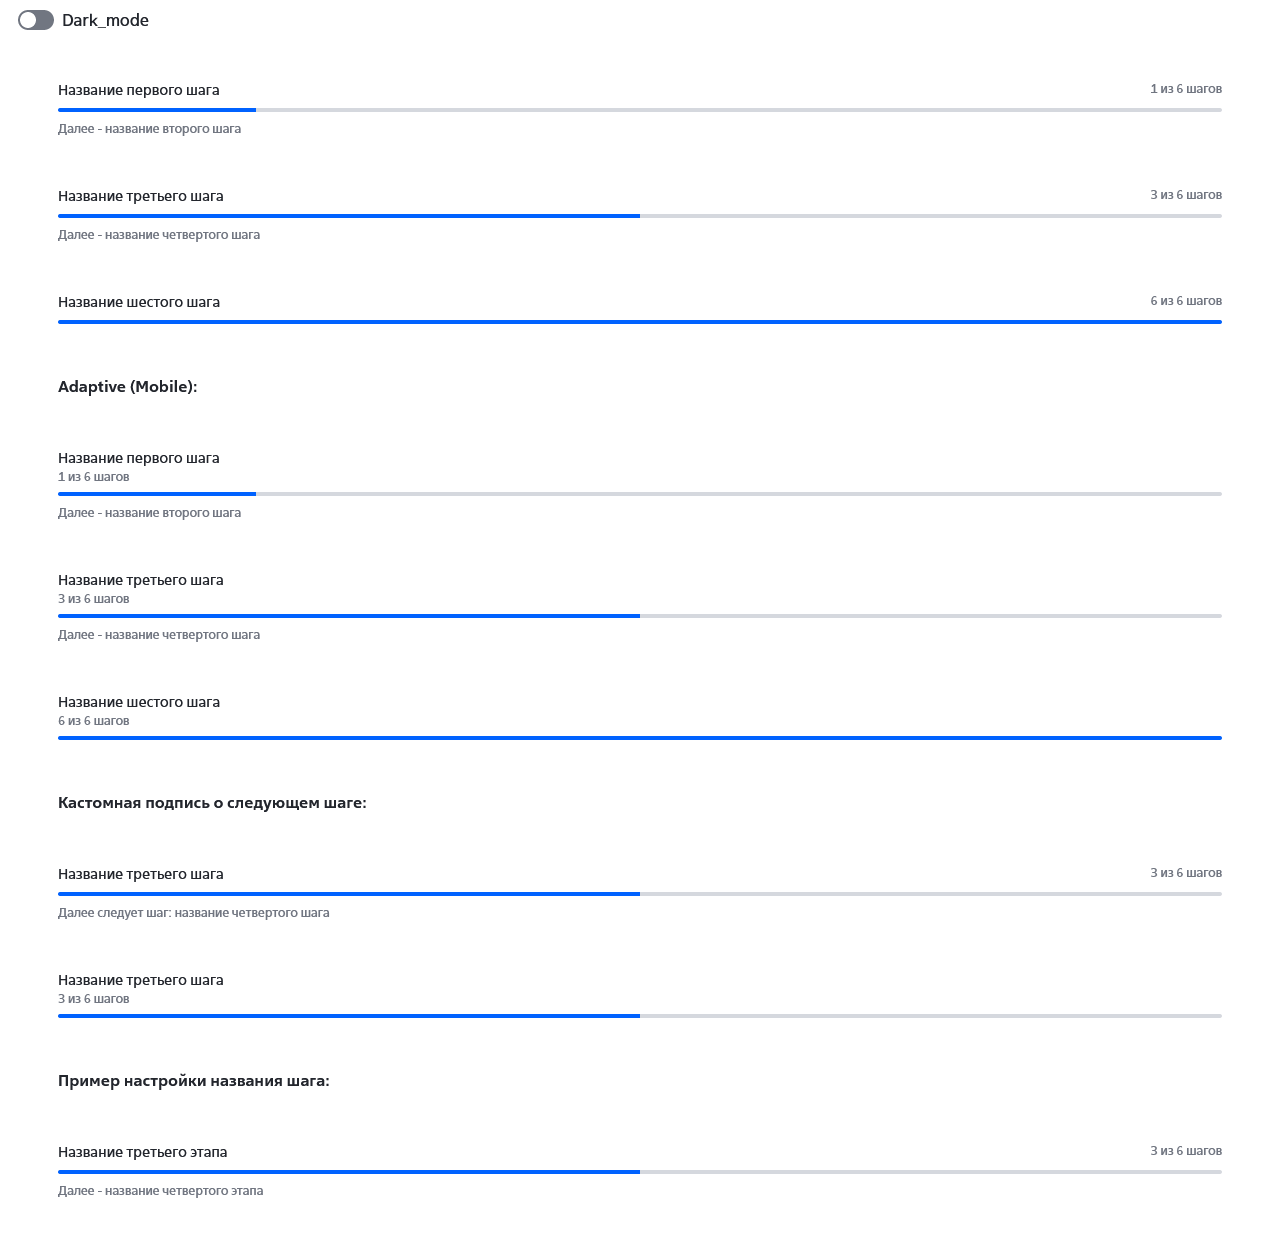 Dark_mode
Название первого шага
1 из 6 шагов
Далее - название второго шага
Название третьего шага
3 из 6 шагов
Далее - название четвертого шага
Название шестого шага
6 из 6 шагов
Adaptive (Mobile):
Название первого шага
1 из 6 шагов
Далее - название второго шага
Название третьего шага
3 из 6 шагов
Далее - название четвертого шага
Название шестого шага
6 из 6 шагов
Кастомная подпись о следующем шаге:
Название третьего шага
3 из 6 шагов
Далее следует шаг: название четвертого шага
Название третьего шага
3 из 6 шагов
Пример настройки названия шага:
Название третьего этапа
3 из 6 шагов
Далее - название четвертого этапа